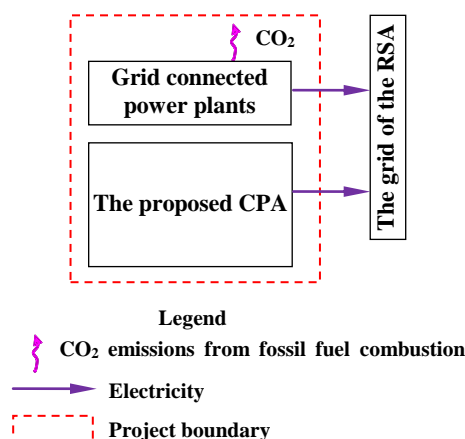 CO₂
Grid connected
power plants
The proposed CPA
The grid of the RSA
Legend
CO₂ emissions from fossil fuel combustion
Electricity
Project boundary